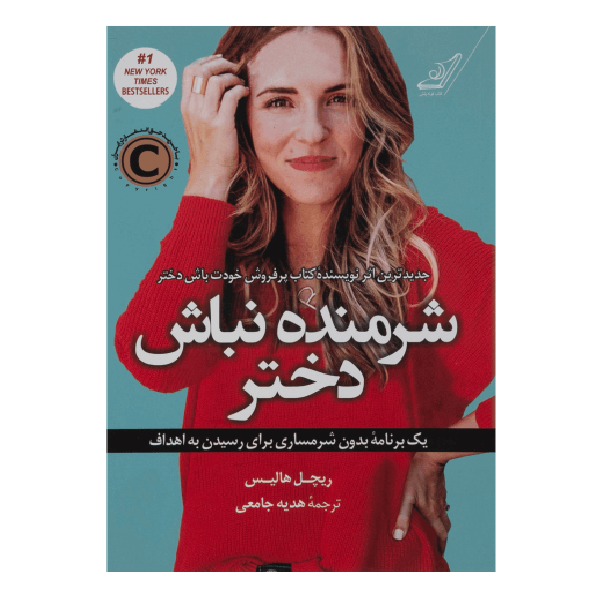 #1
NEW YORK
TIMES
BESTSELLERS
C
جدیدترین اثر نویسندهٔ کتاب پرفروش خودت باش دختر
شرمنده نباش
دختر
یک برنامهٔ بدون شرمساری برای رسیدن به اهداف
ریچل هالیس
ترجمهٔ هدیه جامعی